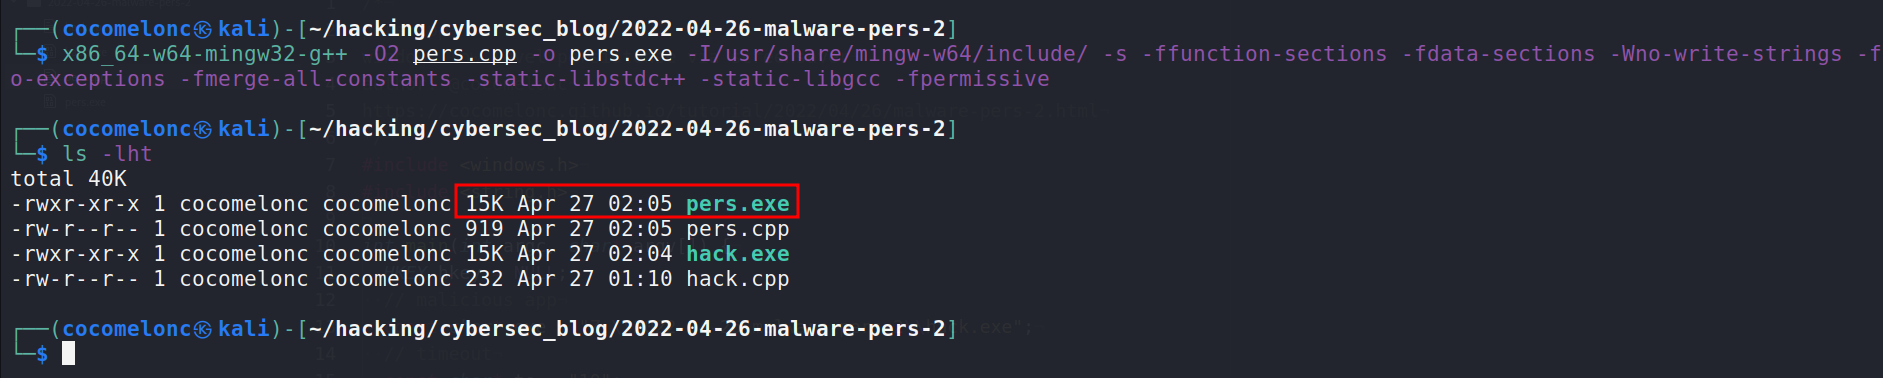 ┌──(cocomelonc㉿kali)-[~/hacking/cybersec_blog/2022-04-26-malware-pers-2]
└─$ x86_64-w64-mingw32-g++ -O2 pers.cpp -o pers.exe -I/usr/share/mingw-w64/include/ -s -ffunction-sections -fdata-sections -Wno-write-strings -f
o-exceptions -fmerge-all-constants -static-libstdc++ -static-libgcc -fpermissive
┌──(cocomelonc㉿kali)-[~/hacking/cybersec_blog/2022-04-26-malware-pers-2]
└─$ ls -lht
total 40K
-rwxr-xr-x 1 cocomelonc cocomelonc 15K Apr 27 02:05 pers.exe
-rw-r--r-- 1 cocomelonc cocomelonc 919 Apr 27 02:05 pers.cpp
-rwxr-xr-x 1 cocomelonc cocomelonc 15K Apr 27 02:04 hack.exe
-rw-r--r-- 1 cocomelonc cocomelonc 232 Apr 27 01:10 hack.cpp
┌──(cocomelonc㉿kali)-[~/hacking/cybersec_blog/2022-04-26-malware-pers-2]
└─$